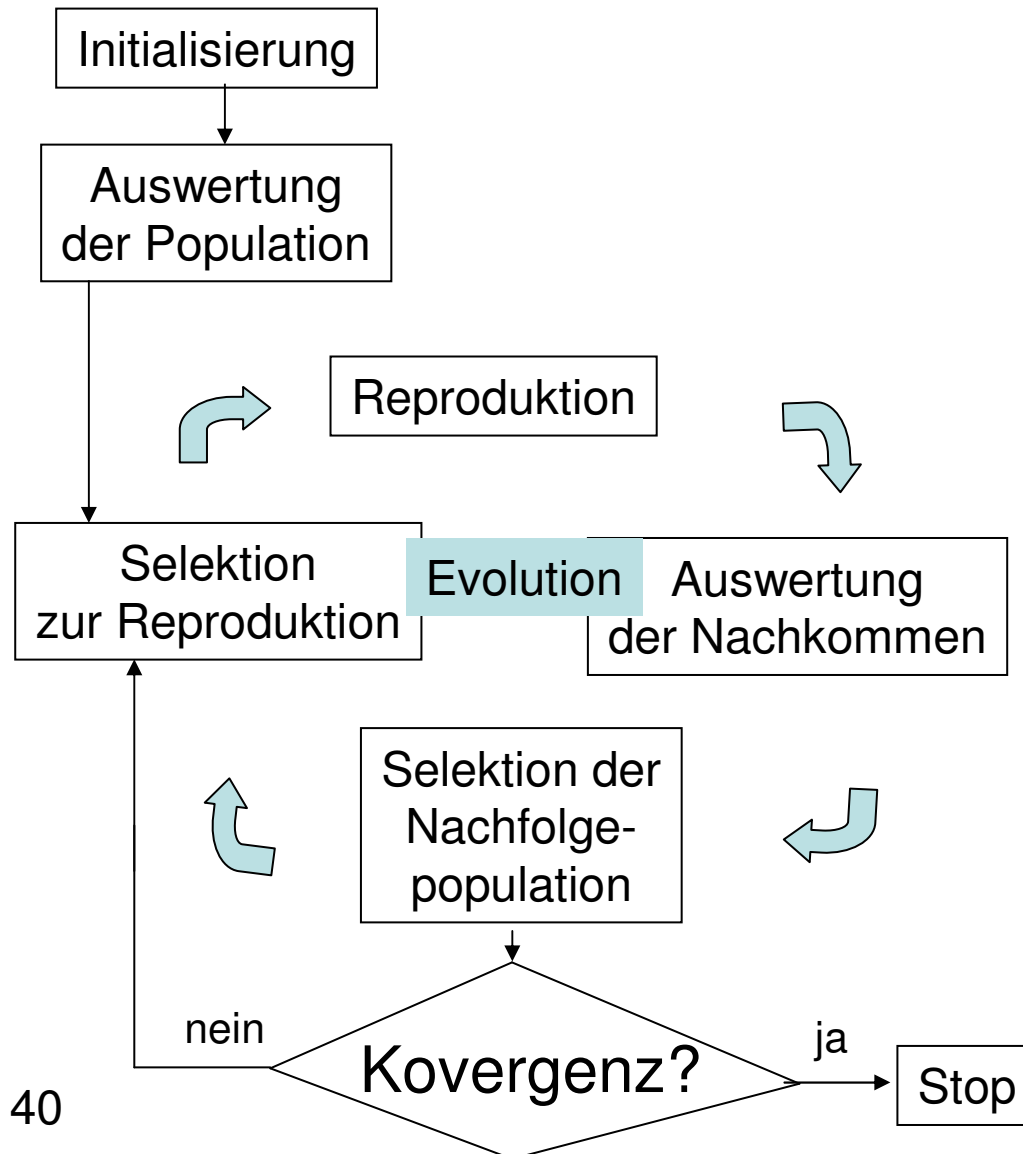 Initialisierung
Auswertung
der Population
Reproduktion
Selektion
zur Reproduktion
Evolution
Auswertung
der Nachkommen
Selektion der
Nachfolge-
population
nein
Kovergenz?
ja
Stop
40